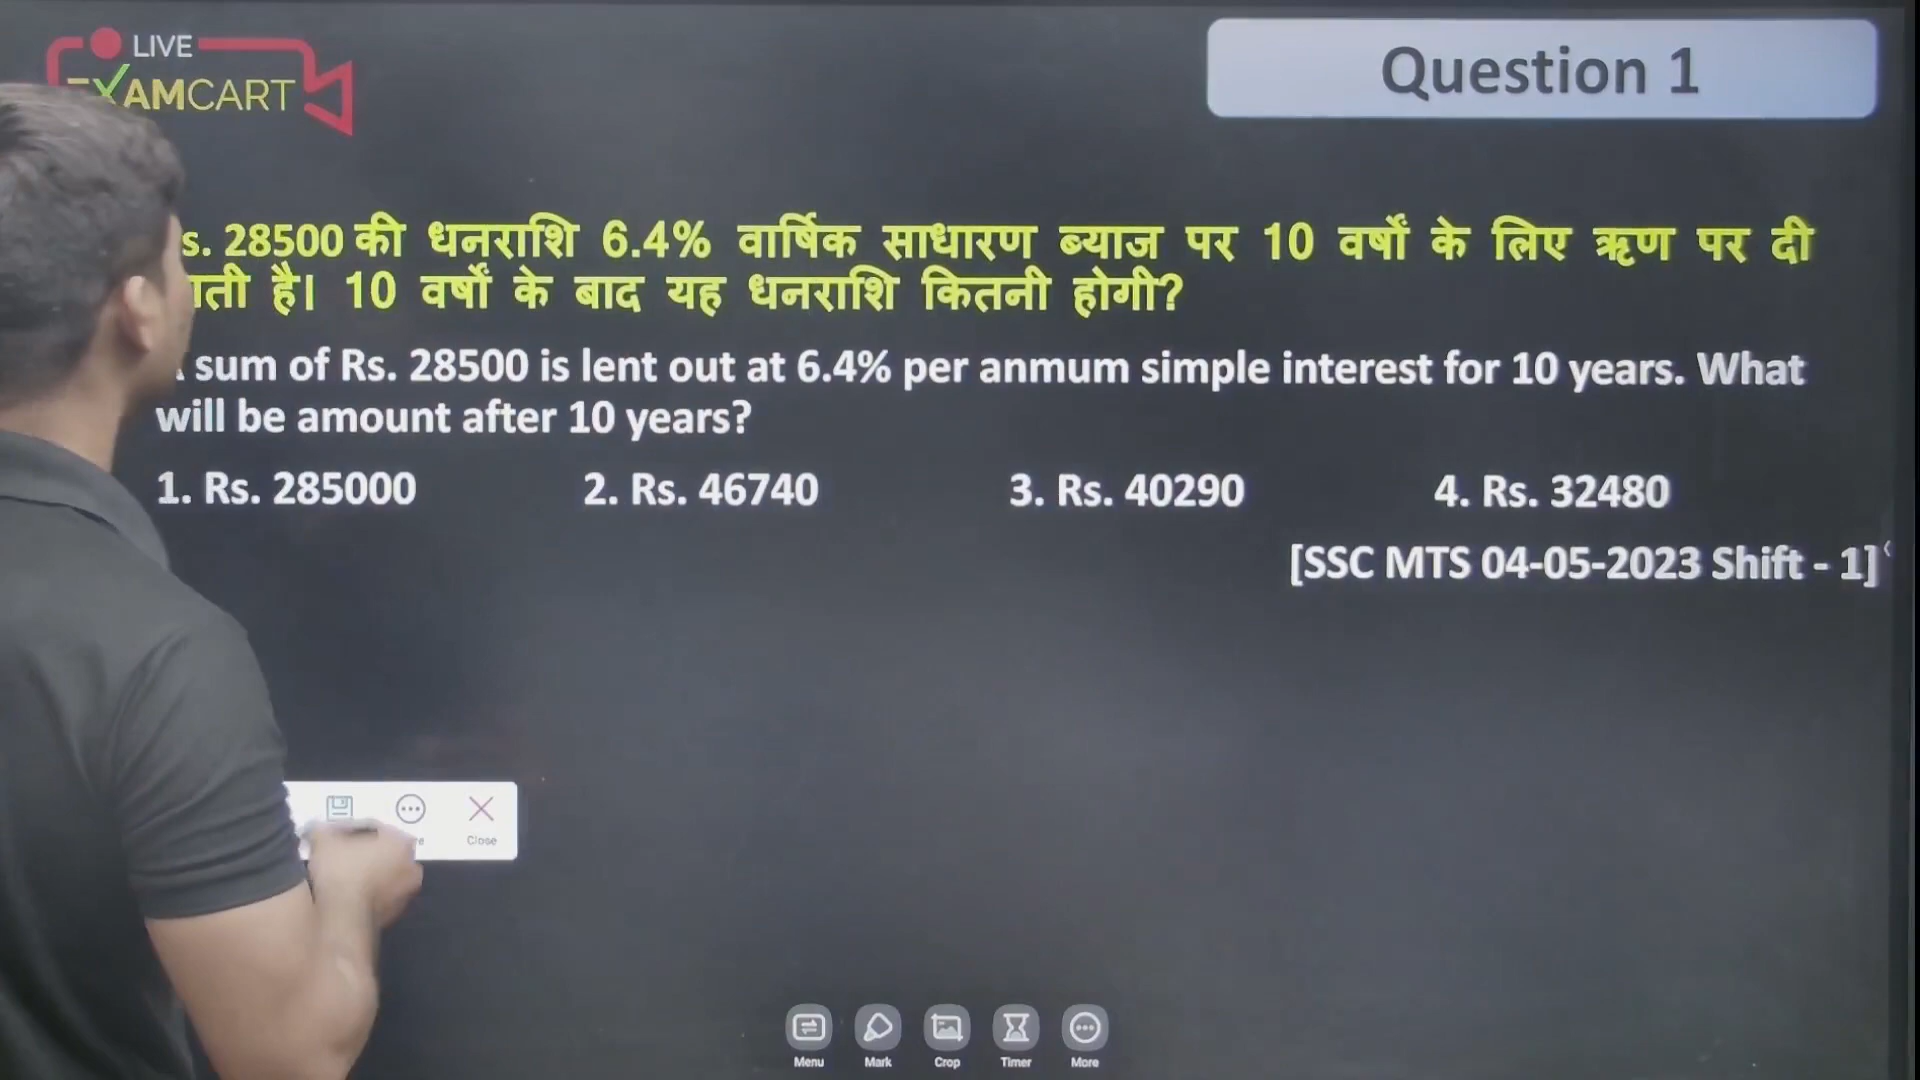 LIVE
EXAMCART
Question 1
s. 28500 की धनराशि 6.4% वार्षिक साधारण ब्याज पर 10 वर्षों के लिए ऋण पर दी
ाती है। 10 वर्षों के बाद यह धनराशि कितनी होगी?
sum of Rs. 28500 is lent out at 6.4% per anmum simple interest for 10 years. What
will be amount after 10 years?
1. Rs. 285000 2. Rs. 46740 3. Rs. 40290 4. Rs. 32480
[SSC MTS 04-05-2023 Shift - 1]
Close
Menu Mark Crop Timer More